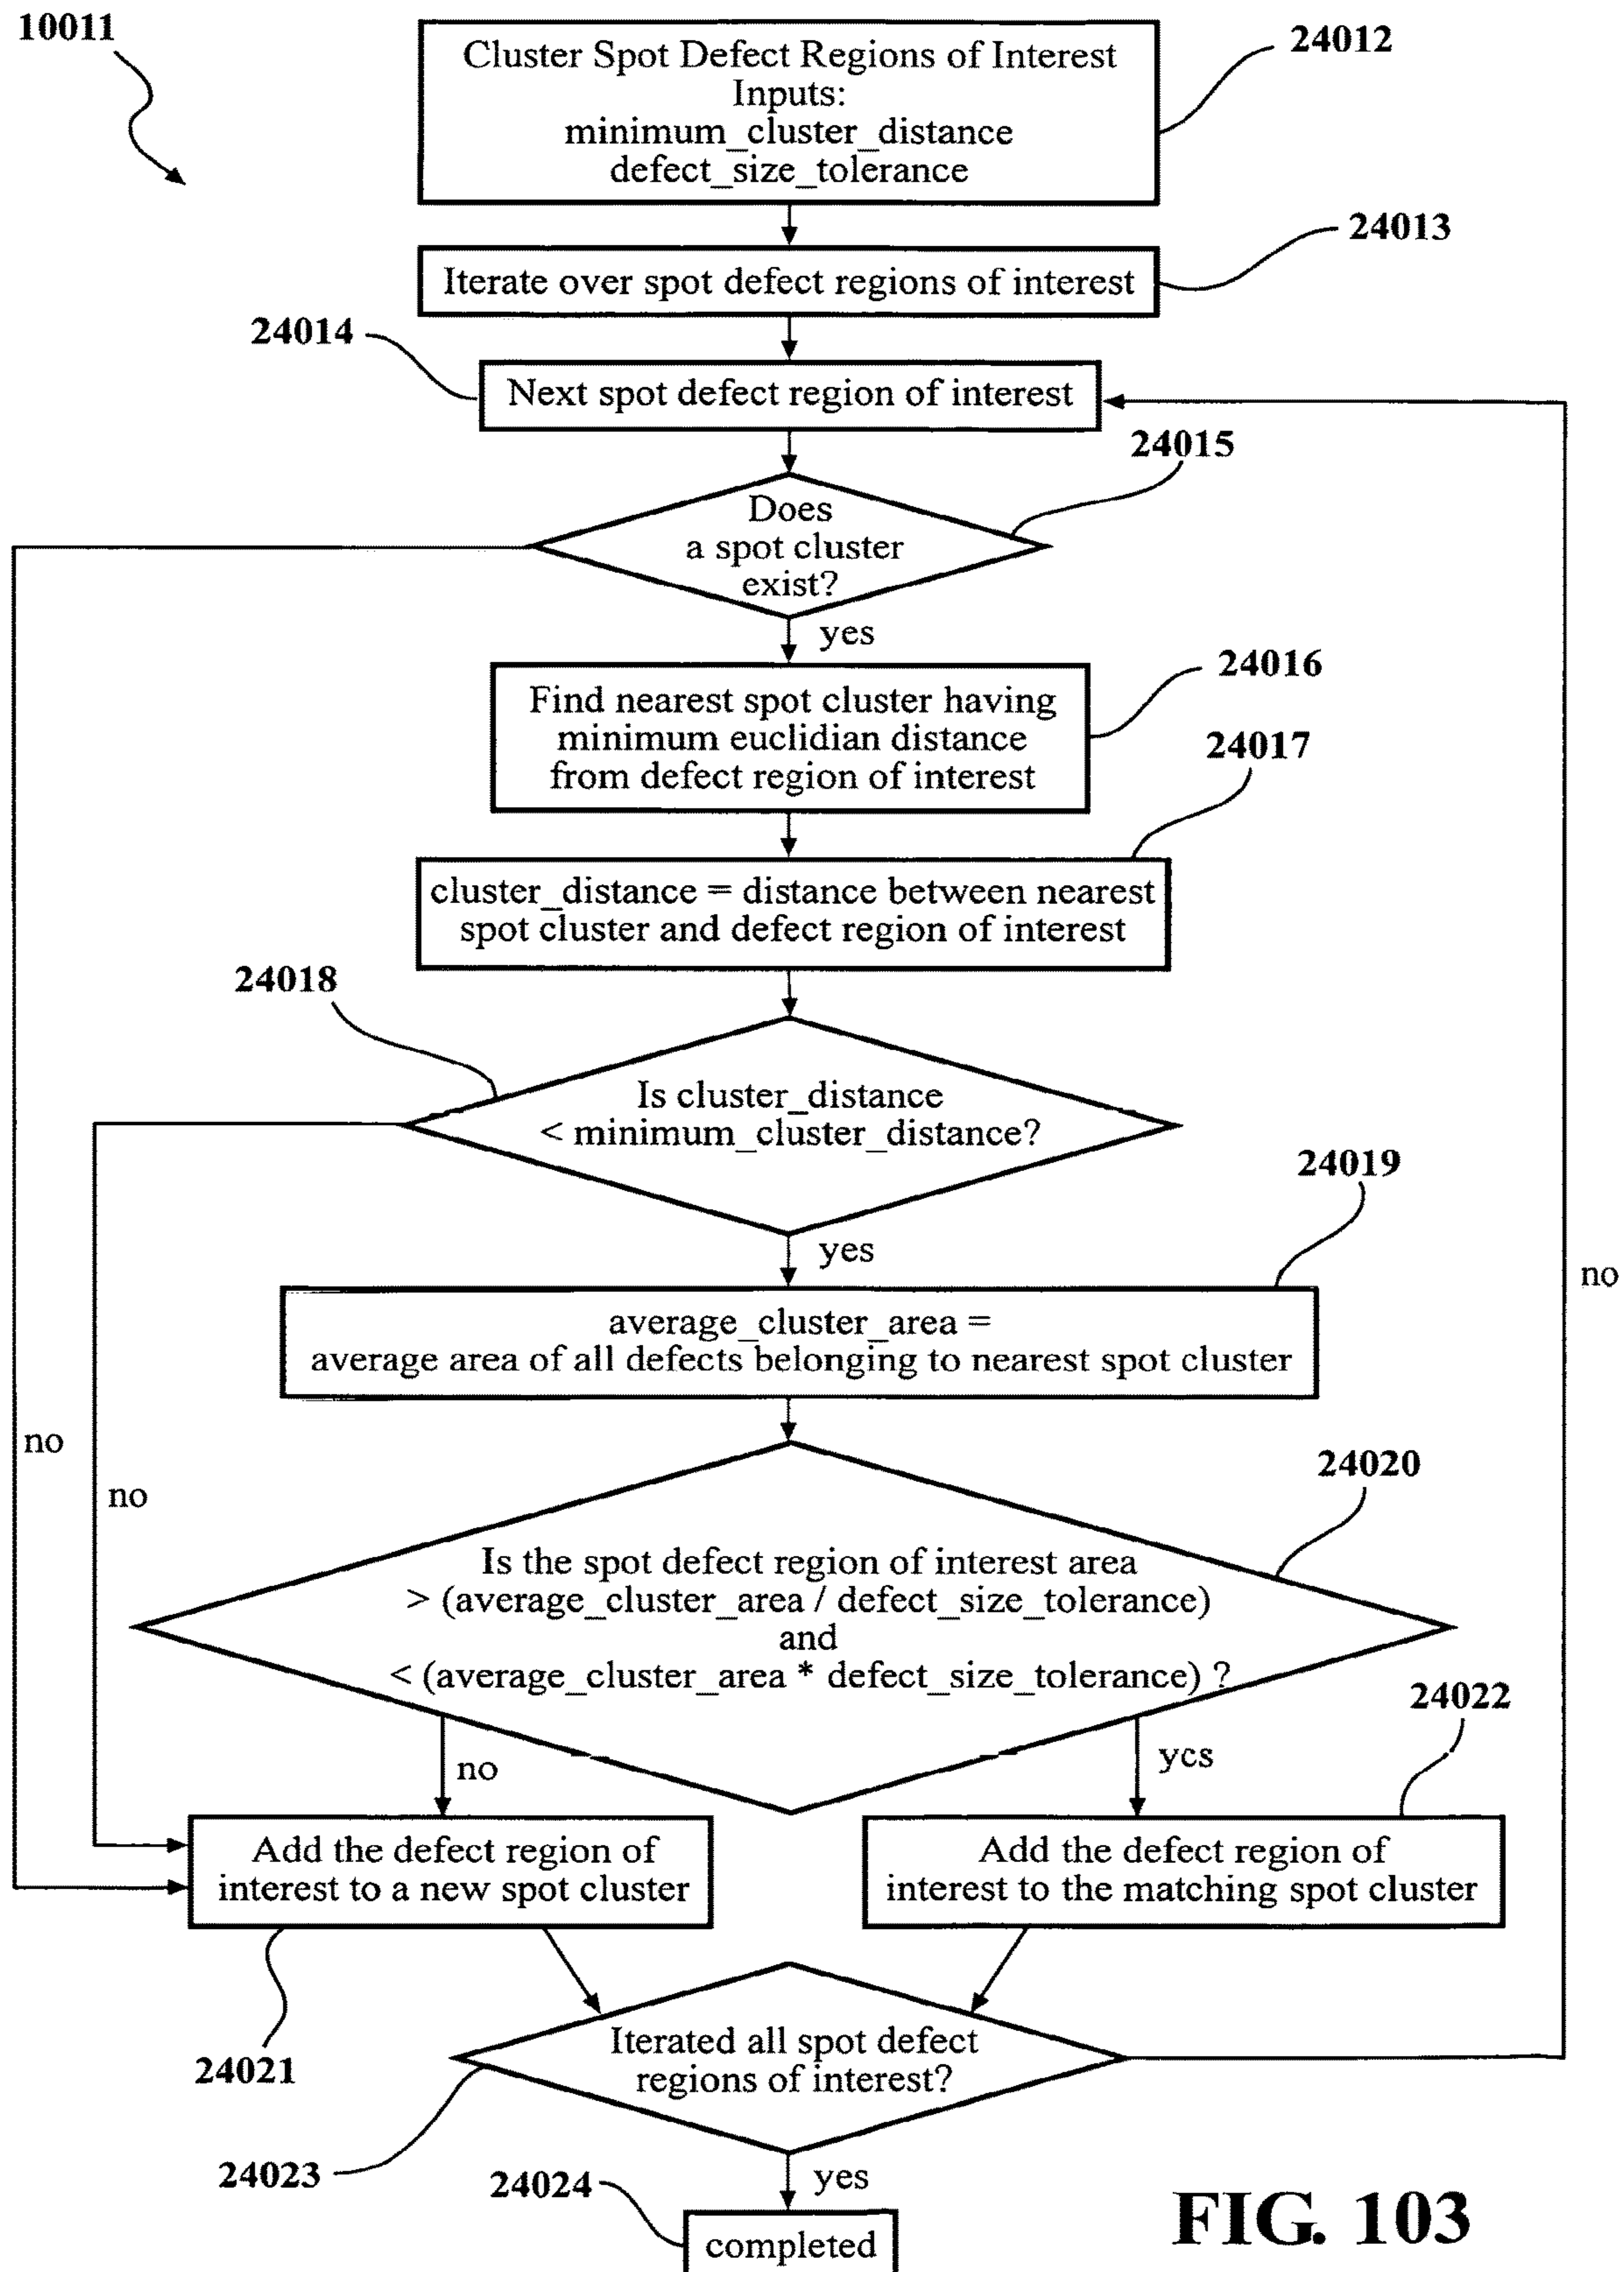 10011
24012
Cluster Spot Defect Regions of Interest
Inputs:
minimum_cluster_distance
defect_size_tolerance
24013
Iterate over spot defect regions of interest
24014
Next spot defect region of interest
24015
Does
a spot cluster
exist?
yes
24016
Find nearest spot cluster having
minimum euclidian distance
from defect region of interest
24017
cluster_distance = distance between nearest
spot cluster and defect region of interest
24018
Is cluster_distance
< minimum_cluster_distance?
24019
yes
no
average_cluster_area =
average area of all defects belonging to nearest spot cluster
no
no
24020
Is the spot defect region of interest area
> (average_cluster_area / defect_size_tolerance)
and
< (average_cluster_area * defect_size_tolerance) ?
24022
no
yes
Add the defect region of
interest to a new spot cluster
Add the defect region of
interest to the matching spot cluster
24021
Iterated all spot defect
regions of interest?
24023
24024
yes
completed
FIG. 103